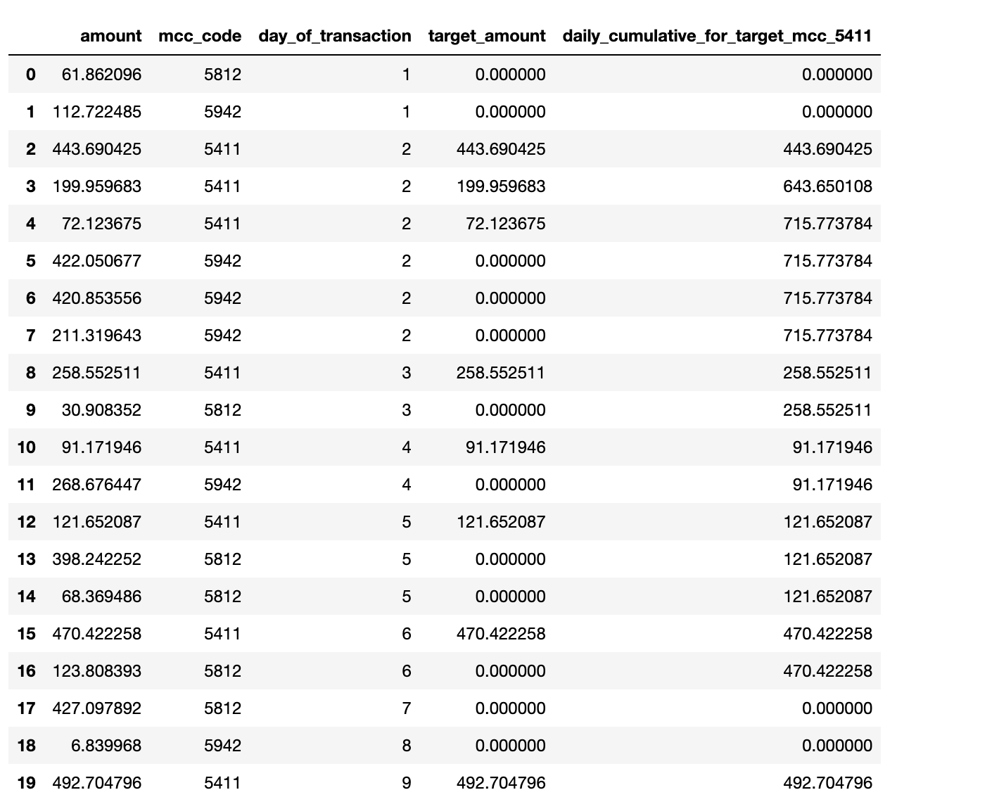 amount mcc_code day_of_transaction target_amount daily_cumulative_for_target_mcc_5411
0 61.862096 5812 1 0.000000 0.000000
1 112.722485 5942 1 0.000000 0.000000
2 443.690425 5411 2 443.690425 443.690425
3 199.959683 5411 2 199.959683 643.650108
4 72.123675 5411 2 72.123675 715.773784
5 422.050677 5942 2 0.000000 715.773784
6 420.853556 5942 2 0.000000 715.773784
7 211.319643 5942 2 0.000000 715.773784
8 258.552511 5411 3 258.552511 258.552511
9 30.908352 5812 3 0.000000 258.552511
10 91.171946 5411 4 91.171946 91.171946
11 268.676447 5942 4 0.000000 91.171946
12 121.652087 5411 5 121.652087 121.652087
13 398.242252 5812 5 0.000000 121.652087
14 68.369486 5812 5 0.000000 121.652087
15 470.422258 5411 6 470.422258 470.422258
16 123.808393 5812 6 0.000000 470.422258
17 427.097892 5812 7 0.000000 0.000000
18 6.839968 5942 8 0.000000 0.000000
19 492.704796 5411 9 492.704796 492.704796